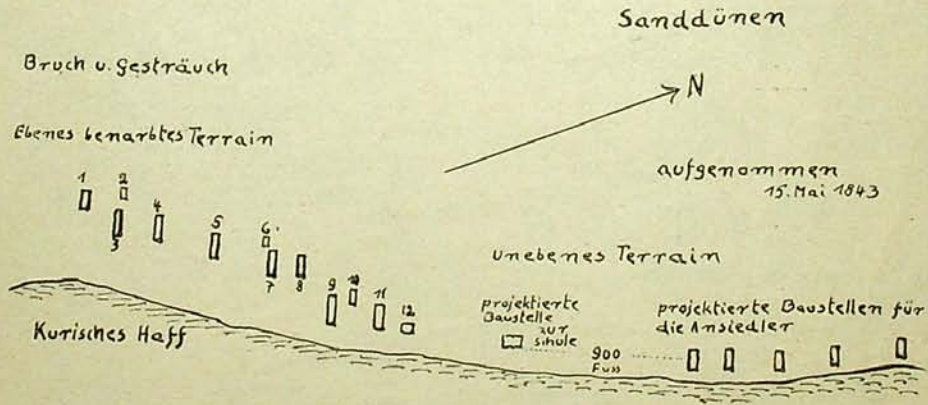 Sanddünen
Bruch u. Gesträuch
N
Ebenes benarbtes Terrain
aufgenommen
15. Mai 1843
1
2
3
4
5
6
7
8
9
10
11
12
unebenes Terrain
projektierte
Baustelle
zur
Schule
900
Fuss
projektierte Baustellen für
die Ansiedler
Kurisches Haff